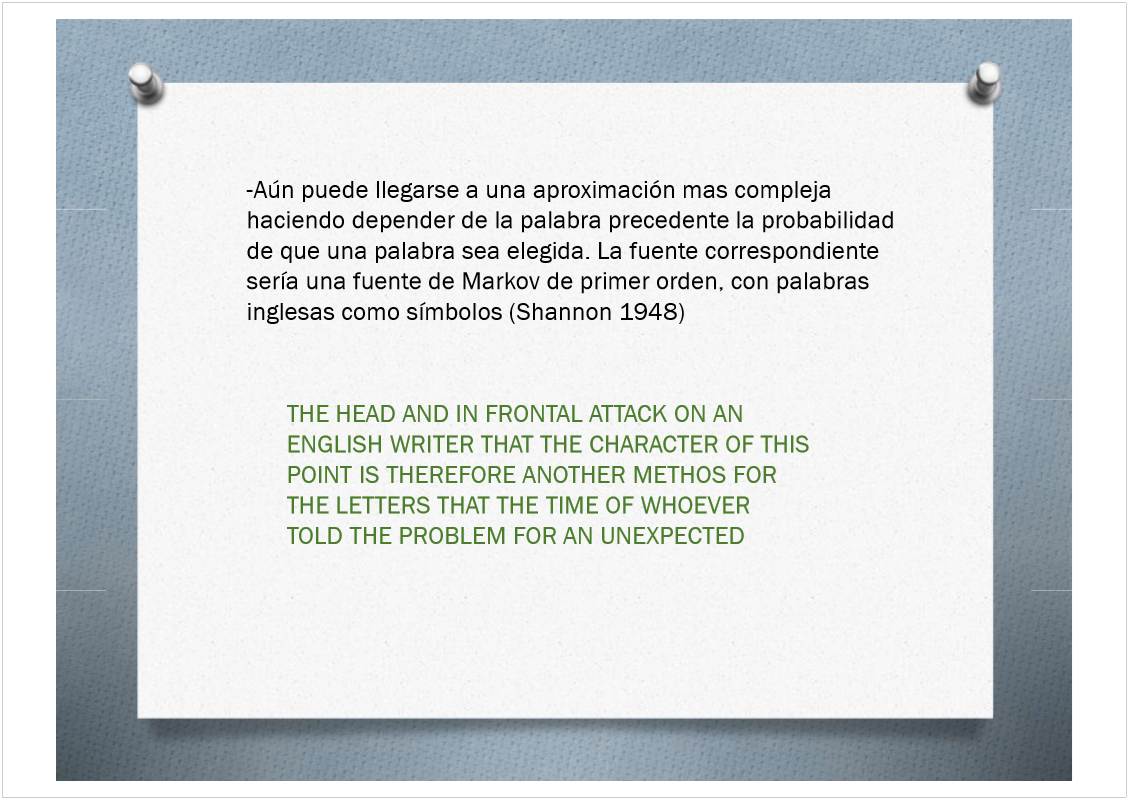 -Aún puede llegarse a una aproximación mas compleja
haciendo depender de la palabra precedente la probabilidad
de que una palabra sea elegida. La fuente correspondiente
sería una fuente de Markov de primer orden, con palabras
inglesas como símbolos (Shannon 1948)
THE HEAD AND IN FRONTAL ATTACK ON AN
ENGLISH WRITER THAT THE CHARACTER OF THIS
POINT IS THEREFORE ANOTHER METHOS FOR
THE LETTERS THAT THE TIME OF WHOEVER
TOLD THE PROBLEM FOR AN UNEXPECTED